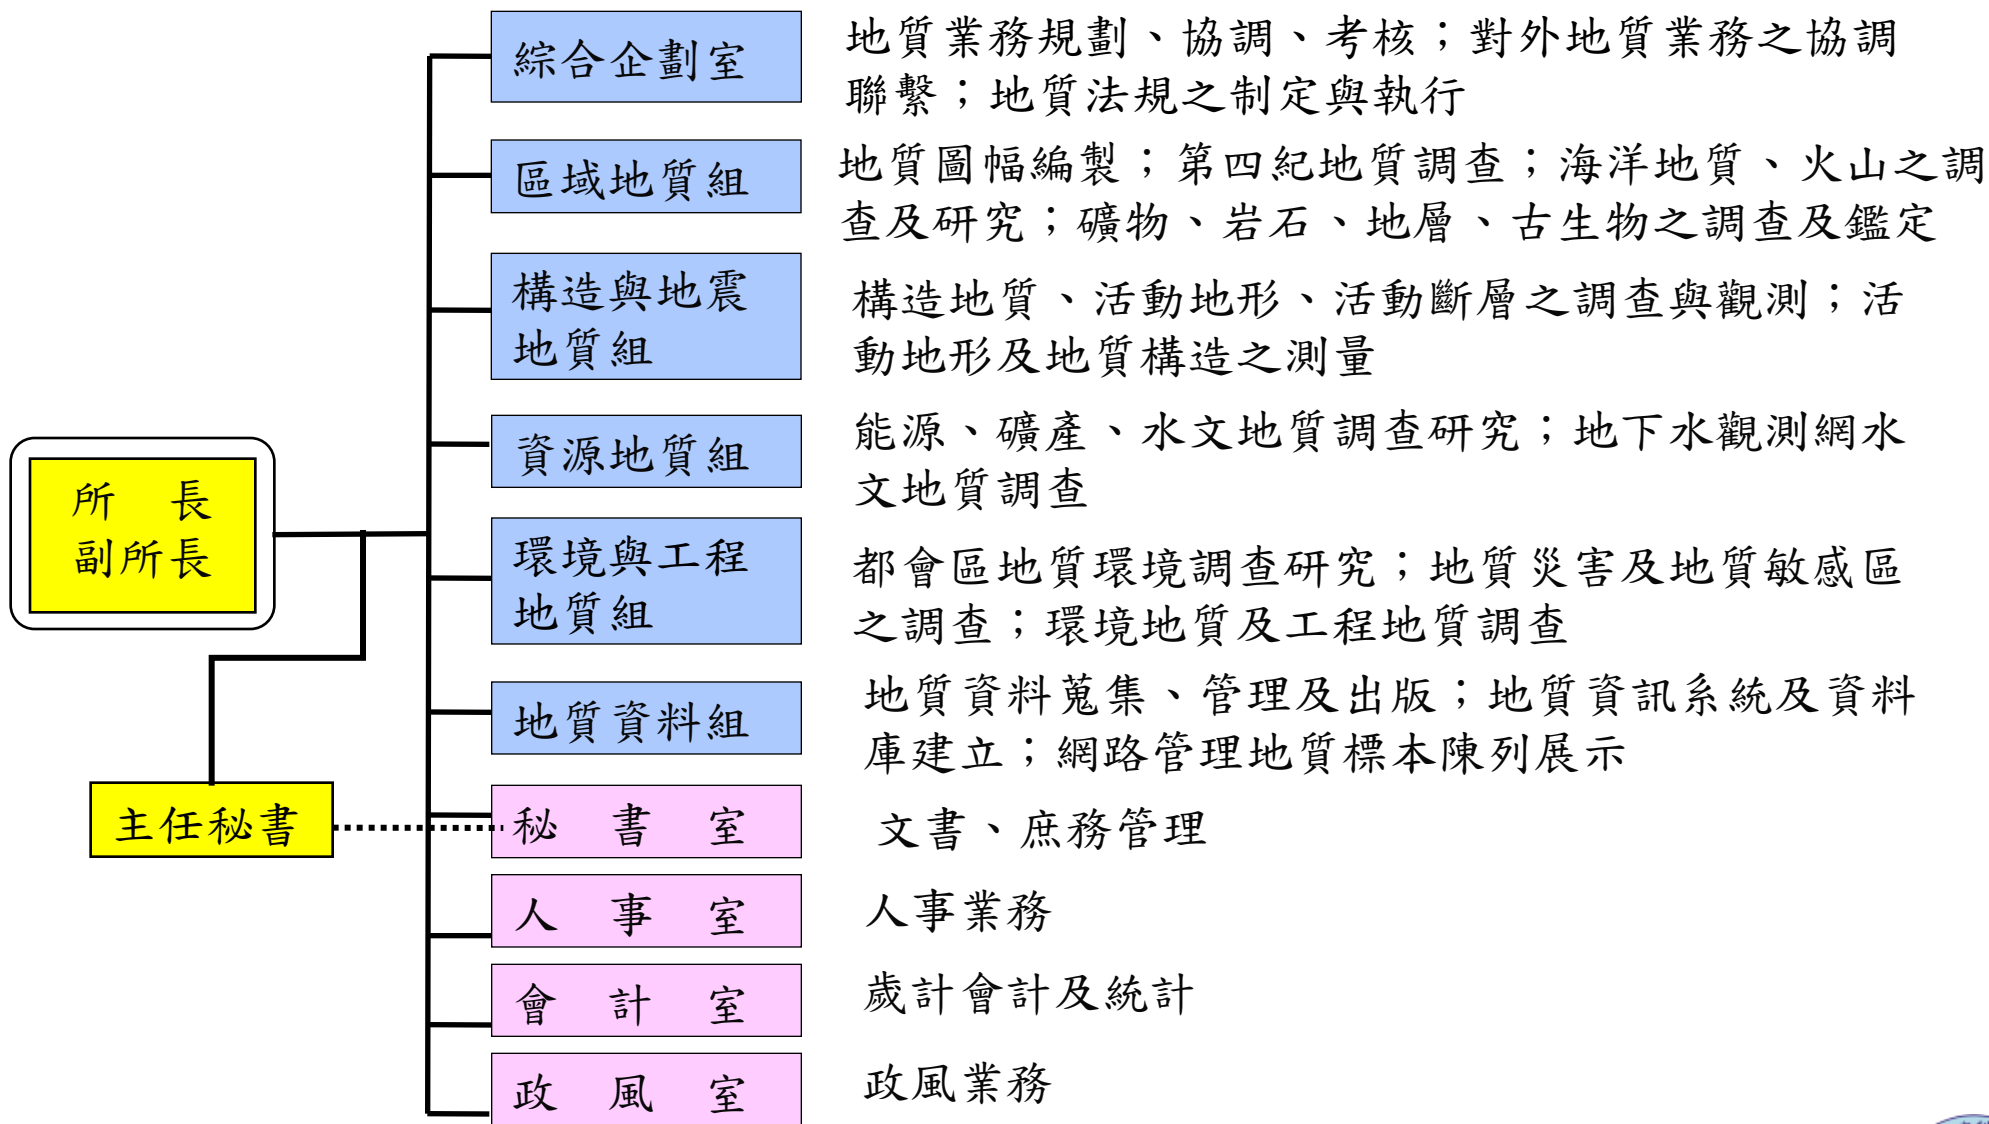 綜合企劃室
地質業務規劃、協調、考核；對外地質業務之協調
聯繫；地質法規之制定與執行
區域地質組
地質圖幅編製；第四紀地質調查；海洋地質、火山之調
查及研究；礦物、岩石、地層、古生物之調查及鑑定
構造與地震
地質組
構造地質、活動地形、活動斷層之調查與觀測；活
動地形及地質構造之測量
資源地質組
能源、礦產、水文地質調查研究；地下水觀測網水
文地質調查
所　長
副所長
環境與工程
地質組
都會區地質環境調查研究；地質災害及地質敏感區
之調查；環境地質及工程地質調查
地質資料組
地質資料蒐集、管理及出版；地質資訊系統及資料
庫建立；網路管理地質標本陳列展示
主任秘書
秘　書　室
文書、庶務管理
人　事　室
人事業務
會　計　室
歲計會計及統計
政　風　室
政風業務